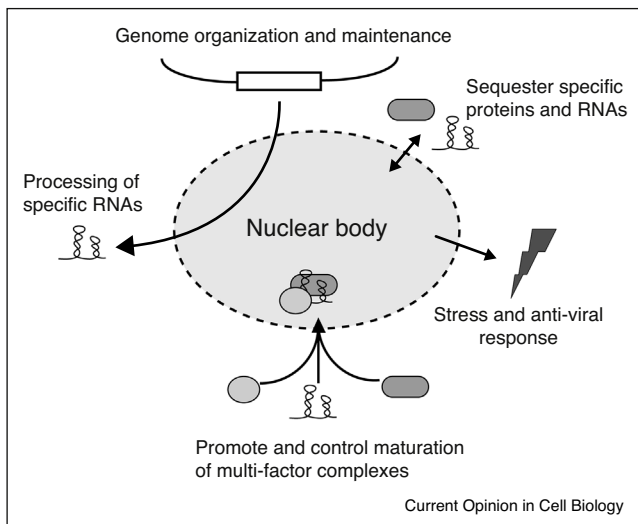 Genome organization and maintenance
Sequester specific
proteins and RNAs
Processing of
specific RNAs
Nuclear body
Stress and anti-viral
response
Promote and control maturation
of multi-factor complexes
Current Opinion in Cell Biology